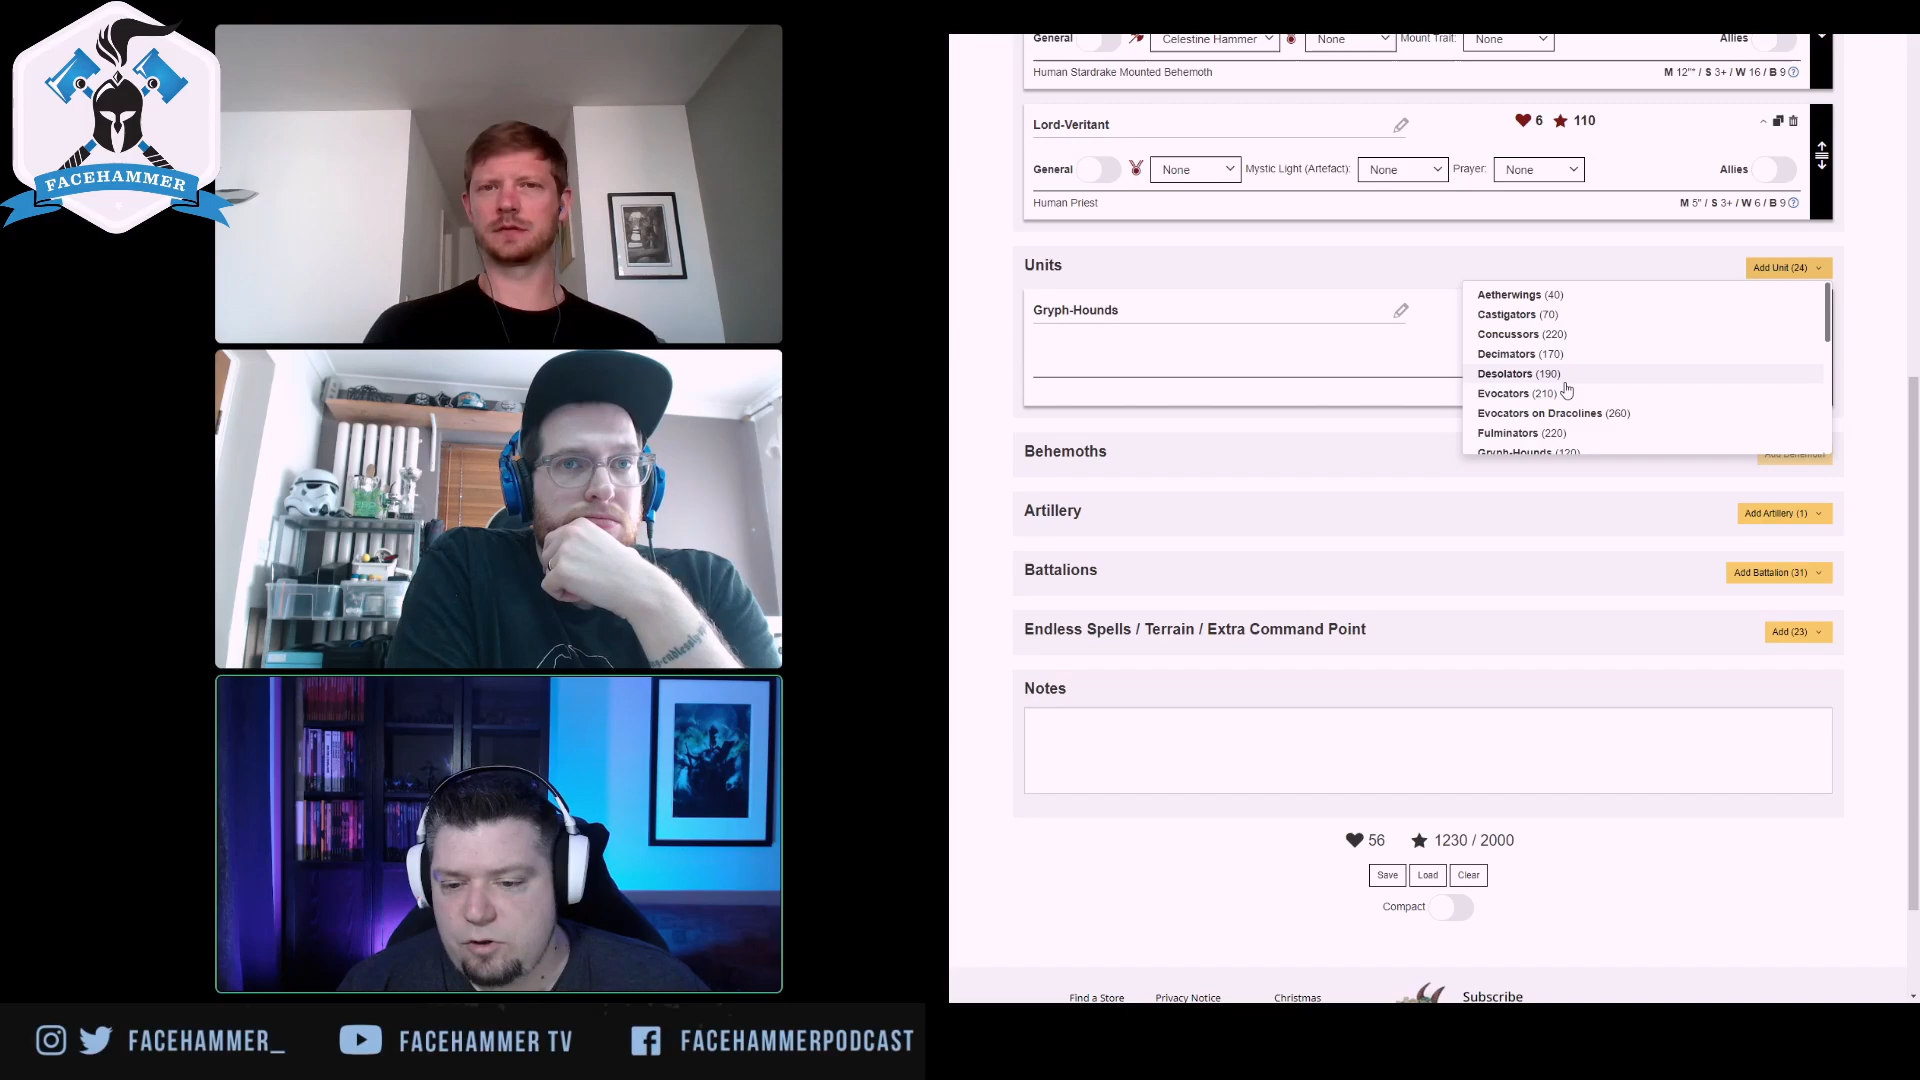 FACEHAMMER
General
Celestine Hammer
None
Mount Trait:
None
Allies
Human Stardrake Mounted Behemoth
M 12"* / S 3+ / W 16 / B 9
Lord-Veritant
6
110
General
None
Mystic Light (Artefact):
None
Prayer:
None
Allies
Human Priest
M 5" / S 3+ / W 6 / B 9
Units
Add Unit (24)
Gryph-Hounds
Aetherwings (40)
Castigators (70)
Concussors (220)
Decimators (170)
Desolators (190)
Evocators (210)
Evocators on Dracolines (260)
Fulminators (220)
Gryph-Hounds (120)
Behemoths
Add Behemoth
Artillery
Add Artillery (1)
Battalions
Add Battalion (31)
Endless Spells / Terrain / Extra Command Point
Add (23)
Notes
56
1230 / 2000
Save
Load
Clear
Compact
Find a Store
Privacy Notice
Christmas
Subscribe
FACEHAMMER_
FACEHAMMER TV
FACEHAMMERPODCAST